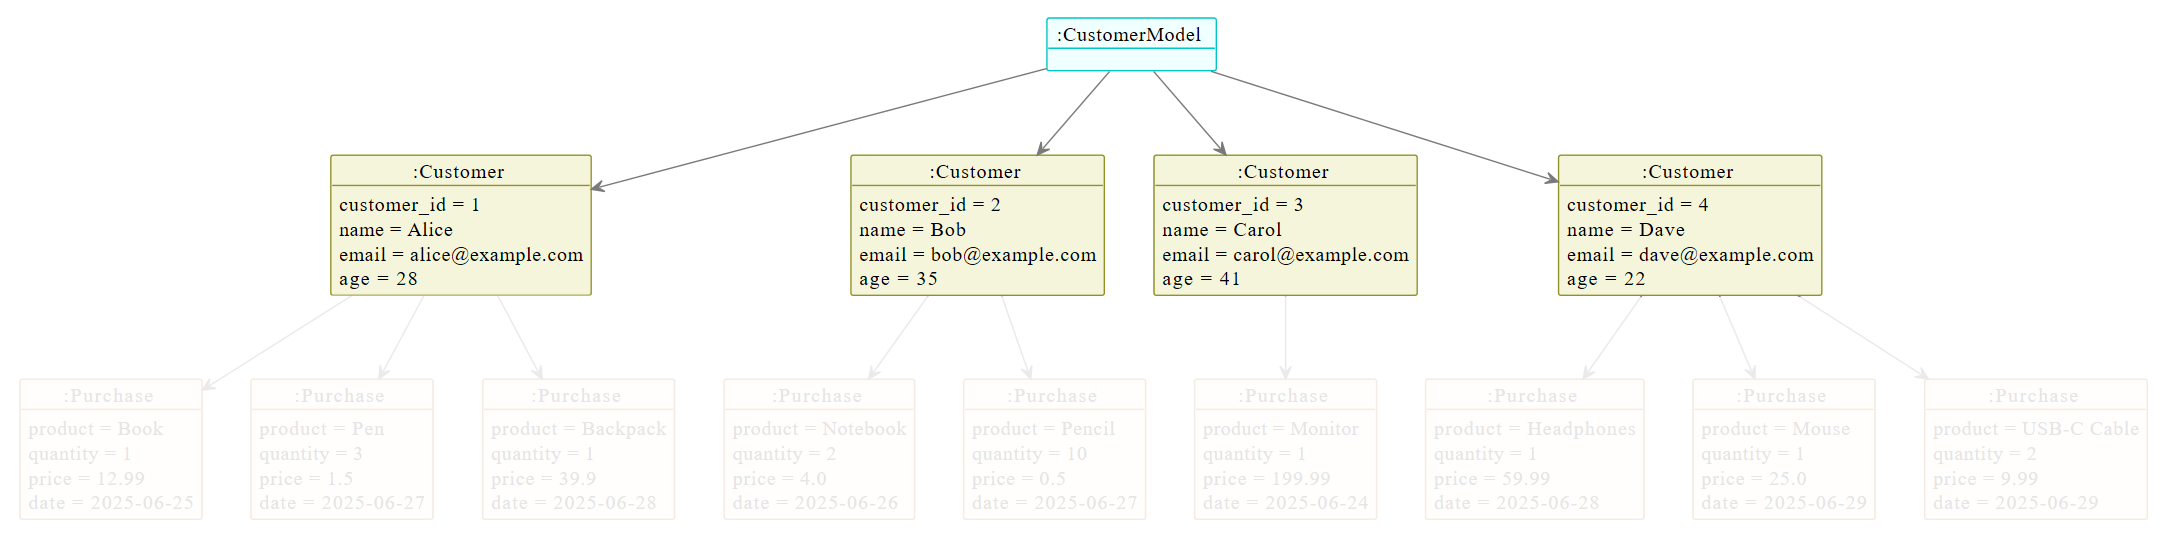 :CustomerModel
:Customer
customer_id = 1
name = Alice
email = alice@example.com
age = 28
:Customer
customer_id = 2
name = Bob
email = bob@example.com
age = 35
:Customer
customer_id = 3
name = Carol
email = carol@example.com
age = 41
:Customer
customer_id = 4
name = Dave
email = dave@example.com
age = 22
:Purchase
product = Book
quantity = 1
price = 12.99
date = 2025-06-25
:Purchase
product = Pen
quantity = 3
price = 1.5
date = 2025-06-27
:Purchase
product = Backpack
quantity = 1
price = 39.9
date = 2025-06-28
:Purchase
product = Notebook
quantity = 2
price = 4.0
date = 2025-06-26
:Purchase
product = Pencil
quantity = 10
price = 0.5
date = 2025-06-27
:Purchase
product = Monitor
quantity = 1
price = 199.99
date = 2025-06-24
:Purchase
product = Headphones
quantity = 1
price = 59.99
date = 2025-06-28
:Purchase
product = Mouse
quantity = 1
price = 25.0
date = 2025-06-29
:Purchase
product = USB-C Cable
quantity = 2
price = 9.99
date = 2025-06-29